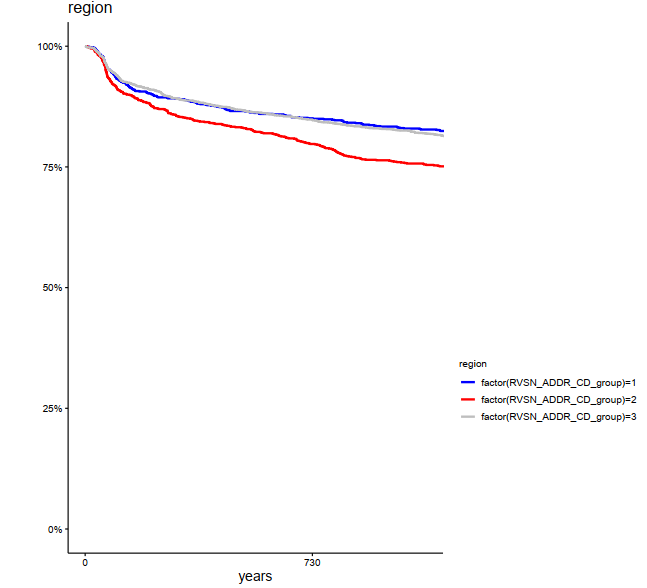 region
100%
75%
50%
25%
0%
0
730
years
region
factor(RVSN_ADDR_CD_group)=1
factor(RVSN_ADDR_CD_group)=2
factor(RVSN_ADDR_CD_group)=3